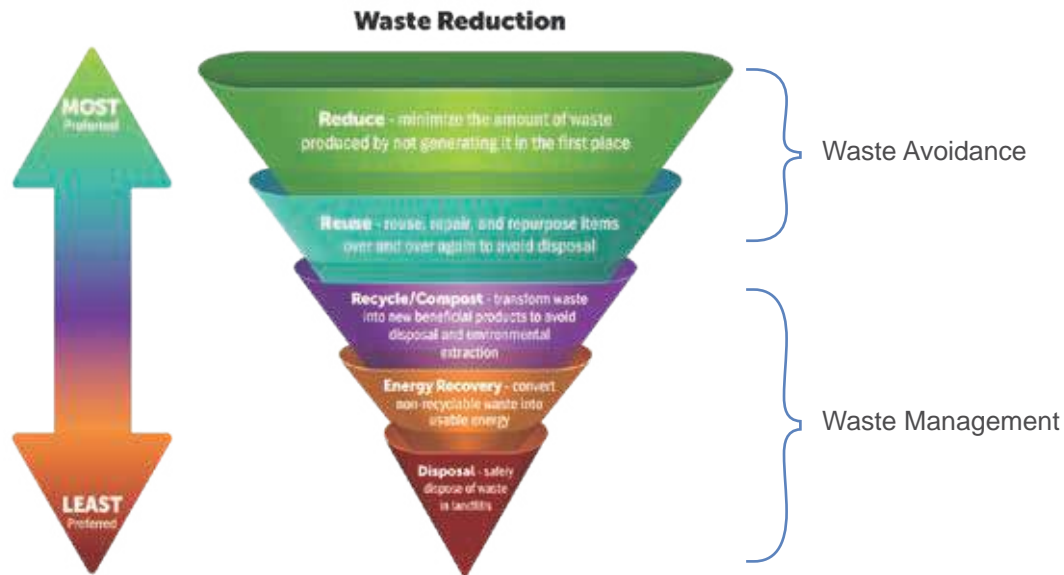 Waste Reduction
MOST
Preferred
Reduce - minimize the amount of waste
produced by not generating it in the first place
Waste Avoidance
Reuse - reuse, repair, and repurpose items
over and over again to avoid disposal
Recycle/Compost - transform waste
into new beneficial products to avoid
disposal and environmental
extraction
Energy Recovery - convert
non-recyclable waste into
usable energy
Waste Management
Disposal - safely
dispose of waste
in landfills
LEAST
Preferred